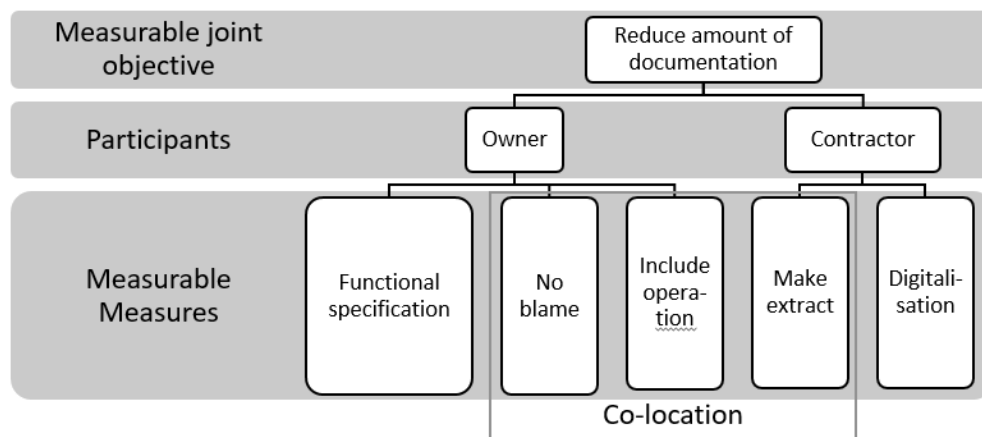 Measurable joint
objective
Reduce amount of
documentation
Participants
Owner
Contractor
Measurable
Measures
Functional
specification
No
blame
Include
opera-
tion
Make
extract
Digitali-
sation
Co-location